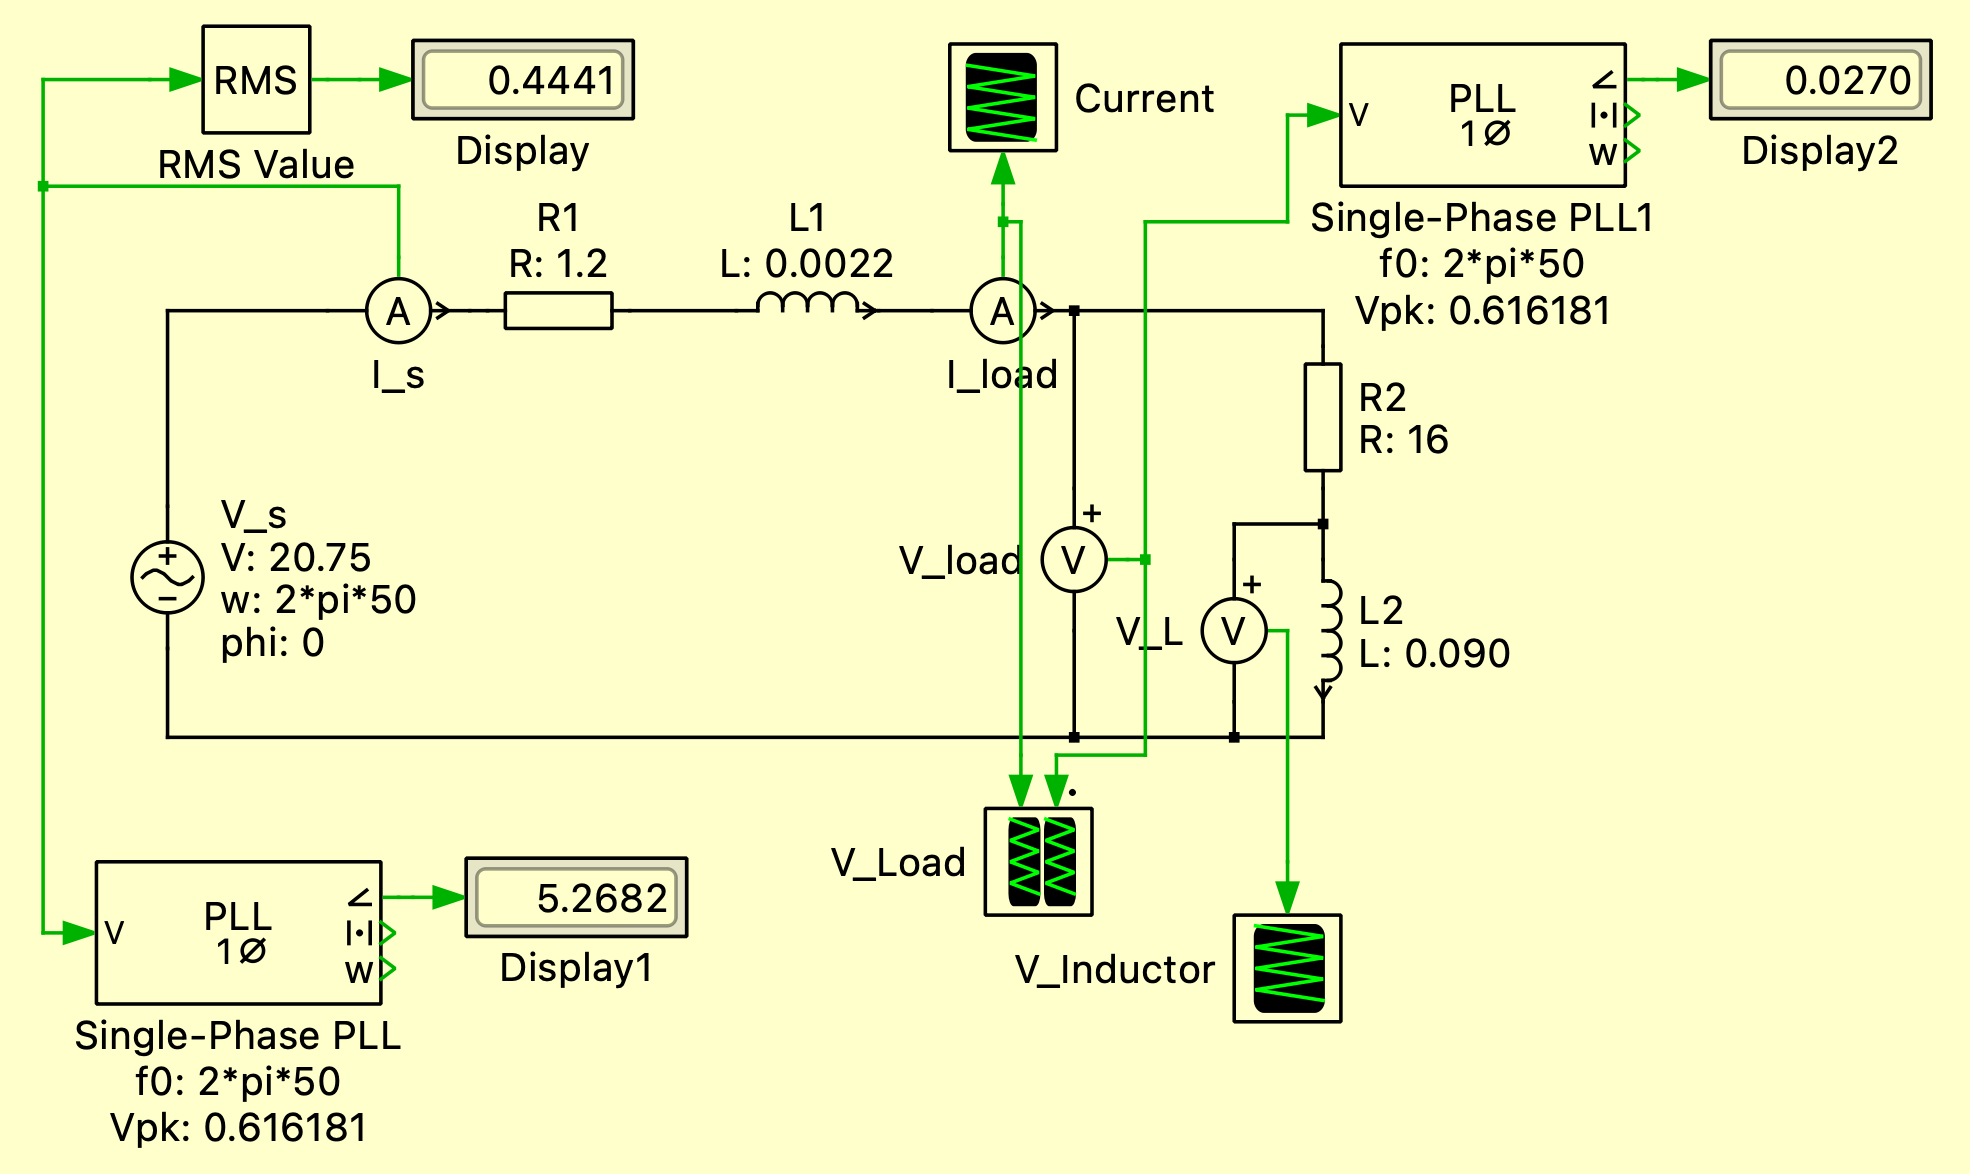 RMS
0.4441
RMS Value
Display
Current
V
PLL
1Ø
∠
|•|
w
0.0270
Display2
Single-Phase PLL1
f0: 2*pi*50
Vpk: 0.616181
R1
R: 1.2
L1
L: 0.0022
A
I_s
A
I_load
R2
R: 16
V_s
V: 20.75
w: 2*pi*50
phi: 0
+
−
V_load
V
+
V_L
V
+
L2
L: 0.090
V_Load
V_Inductor
V
PLL
1Ø
∠
|•|
w
5.2682
Display1
Single-Phase PLL
f0: 2*pi*50
Vpk: 0.616181